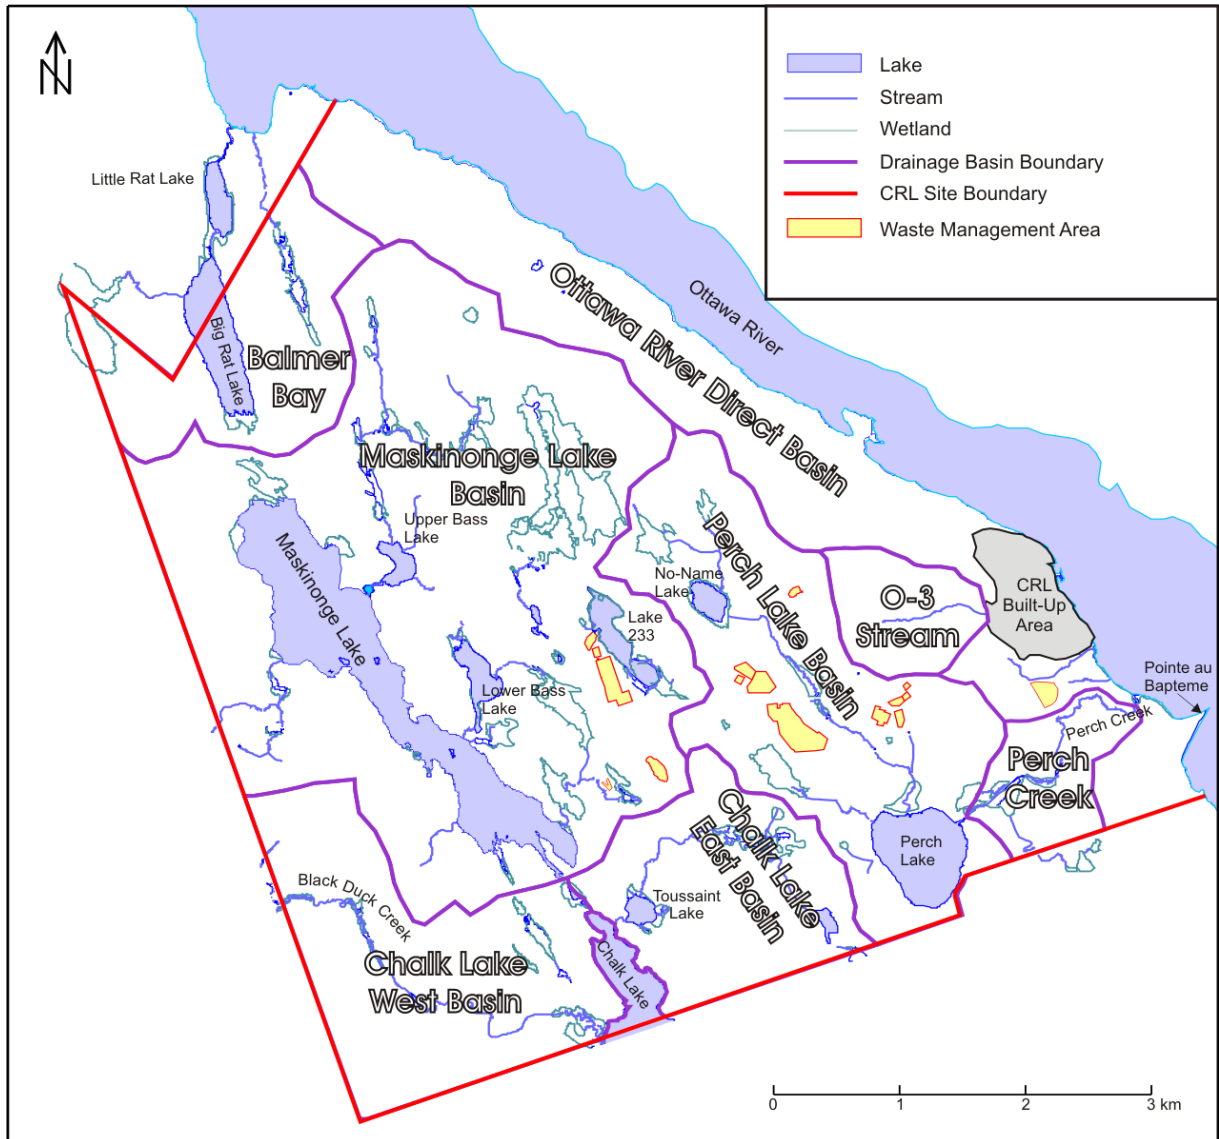 N
Lake
Stream
Wetland
Drainage Basin Boundary
CRL Site Boundary
Waste Management Area
Little Rat Lake
Big Rat Lake
Balmer
Bay
Ottawa River
Ottawa River Direct Basin
Maskinonge Lake
Basin
Upper Bass
Lake
Maskinonge Lake
No-Name
Lake
Perch Lake Basin
Lake
233
O-3
Stream
CRL
Built-Up
Area
Pointe au
Bapteme
Lower Bass
Lake
Perch Creek
Perch
Creek
Chalk Lake
East Basin
Perch
Lake
Black Duck Creek
Toussaint
Lake
Chalk Lake
Chalk Lake
West Basin
0 1 2 3 km